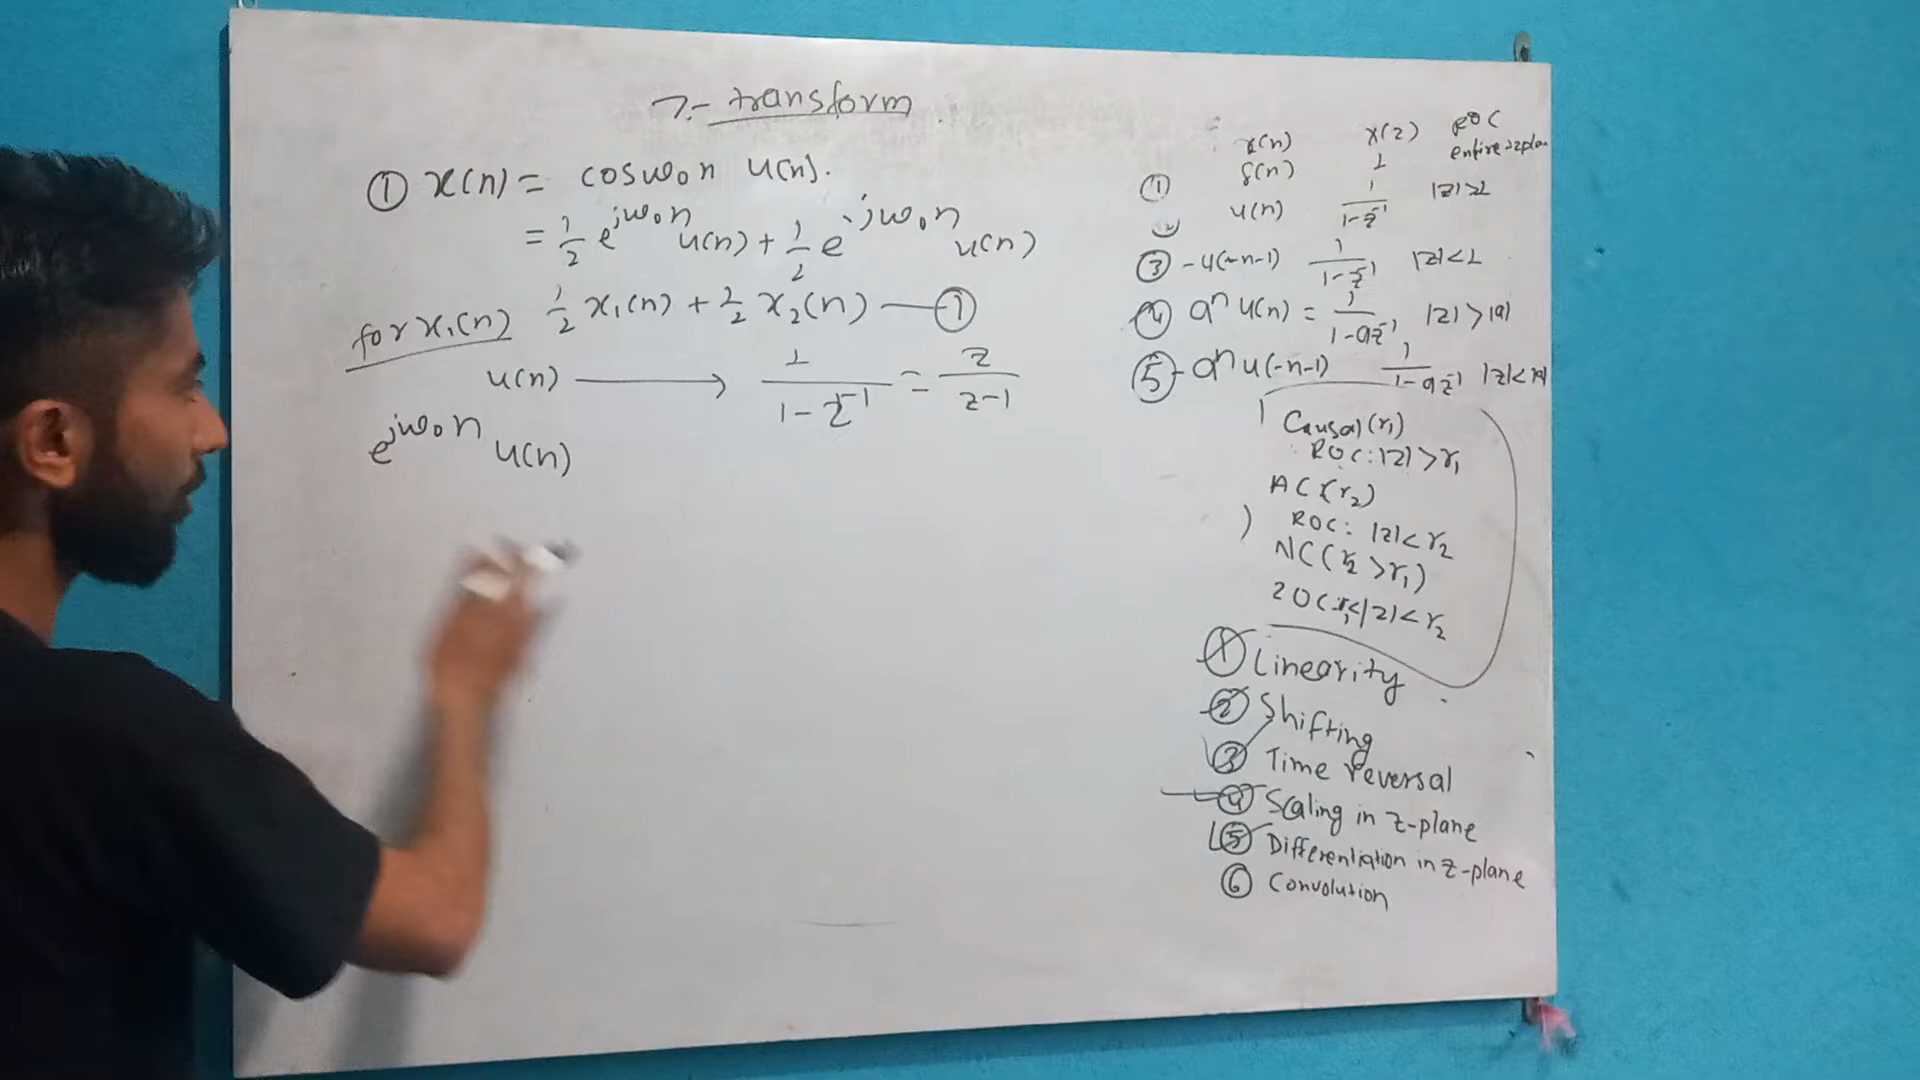 Z- transform
① x(n) = cosω₀n u(n).
= 1/2 e^{jω₀n} u(n) + 1/2 e^{-jω₀n} u(n)
for x₁(n) 1/2 x₁(n) + 1/2 x₂(n) — ①
u(n) ⟶ 1/(1-z⁻¹) = z/(z-1)
e^{jω₀n} u(n)
x(n) X(z) ROC
① δ(n) 1 entire z pla
u(n) 1/(1-z⁻¹) |z|>1
③ -u(-n-1) 1/(1-z⁻¹) |z|<1
④ aⁿ u(n) = 1/(1-az⁻¹) |z|>|a|
⑤ -aⁿ u(-n-1) 1/(1-az⁻¹) |z|<|a|
Causal (r₁)
ROC: |z|>r₁
AC (r₂)
ROC: |z|<r₂
NC (r₂>r₁)
ROC: r₁<|z|<r₂
① Linearity
② Shifting
③ Time reversal
④ Scaling in z-plane
⑤ Differentiation in z-plane
⑥ Convolution